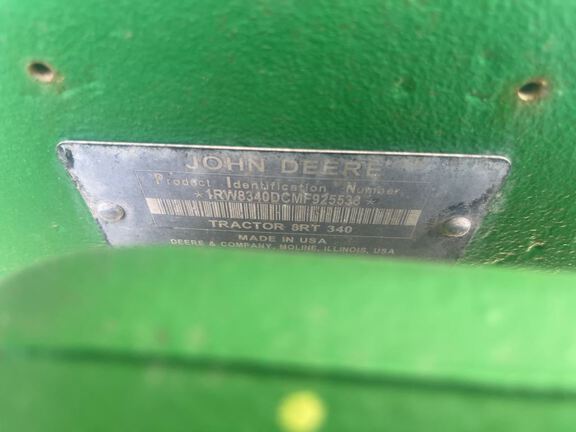 JOHN DEERE
Product Identification Number
*1RW8340DCMF925538*
TRACTOR 8RT 340
MADE IN USA
DEERE & COMPANY, MOLINE, ILLINOIS, USA